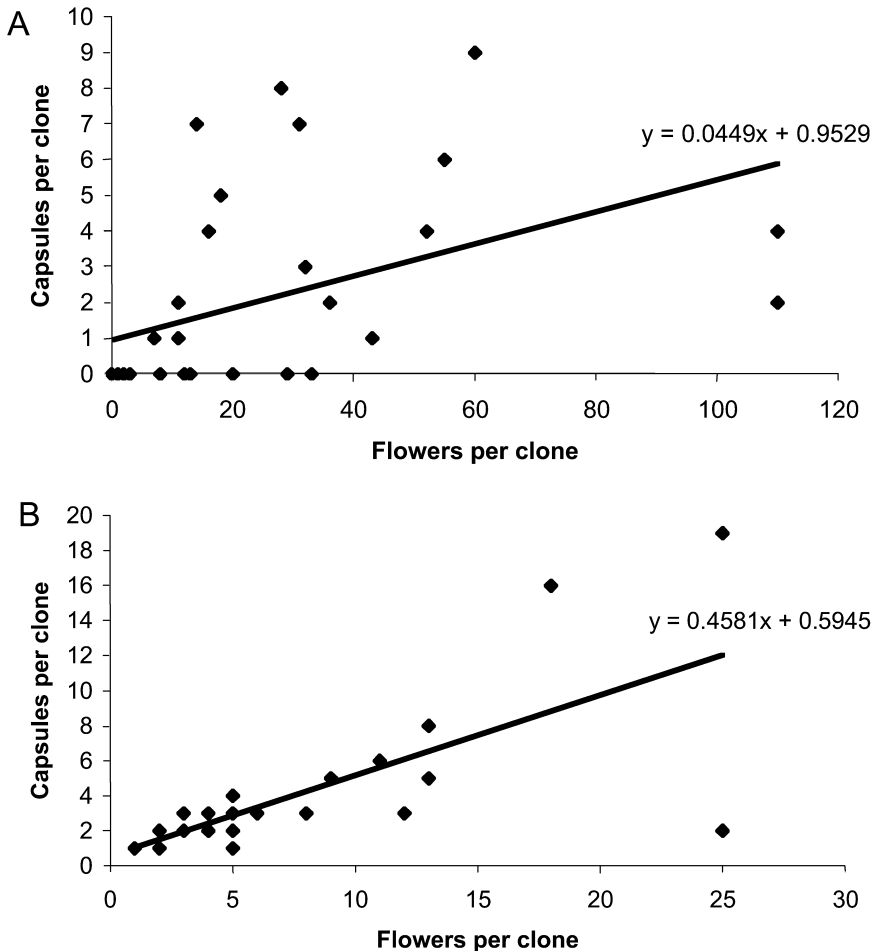 A
10
9
8
7
6
5
4
3
2
1
0
Capsules per clone
y = 0.0449x + 0.9529
0 20 40 60 80 100 120
Flowers per clone
B
20
18
16
14
12
10
8
6
4
2
0
Capsules per clone
y = 0.4581x + 0.5945
0 5 10 15 20 25 30
Flowers per clone